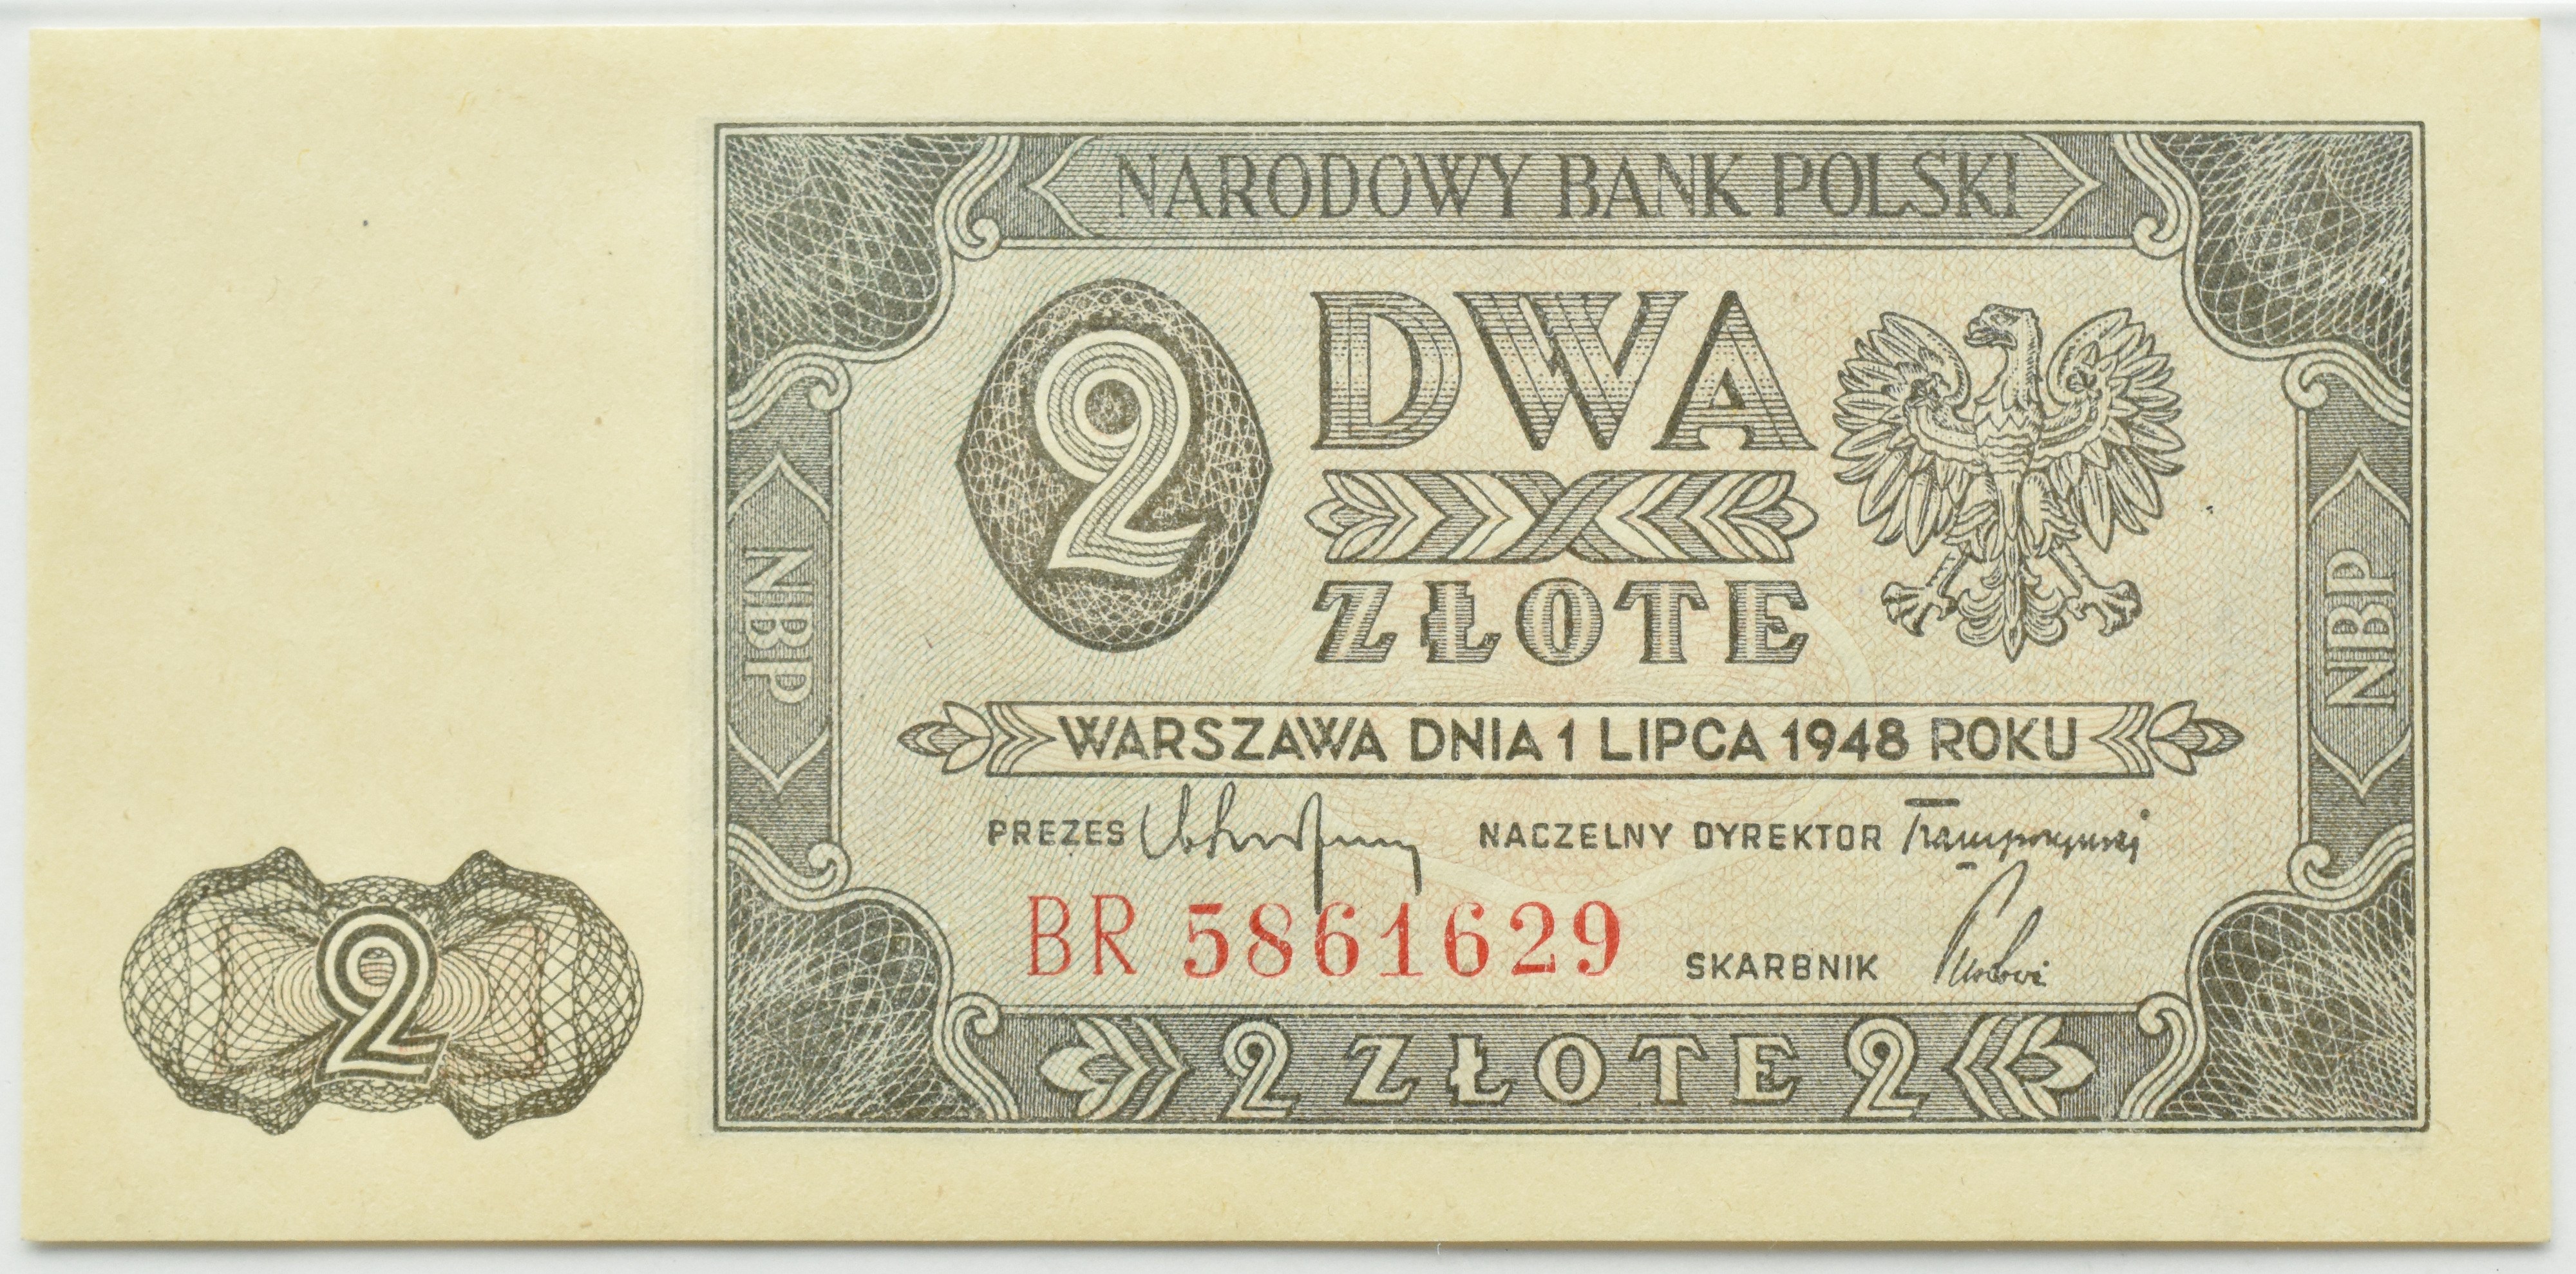 NARODOWY BANK POLSKI
2
DWA
ZŁOTE
NBP
NBP
WARSZAWA DNIA 1 LIPCA 1948 ROKU
PREZES NACZELNY DYREKTOR
BR 5861629
SKARBNIK
2
2 ZŁOTE 2